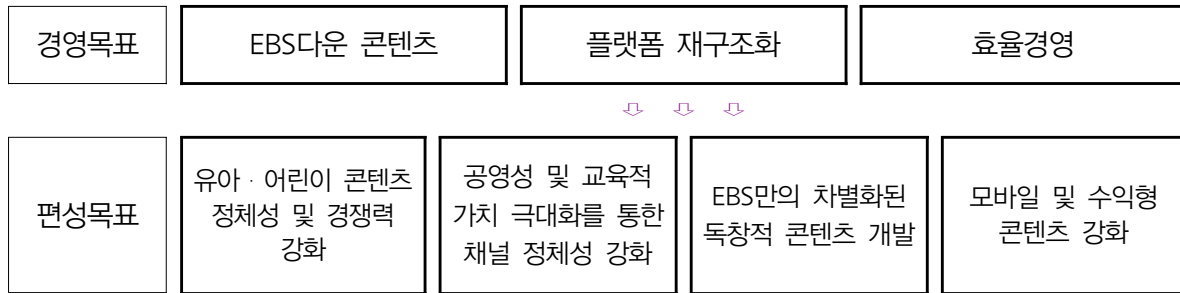 경영목표
EBS다운 콘텐츠
플랫폼 재구조화
효율경영
편성목표
유아 · 어린이 콘텐츠
정체성 및 경쟁력
강화
공영성 및 교육적
가치 극대화를 통한
채널 정체성 강화
EBS만의 차별화된
독창적 콘텐츠 개발
모바일 및 수익형
콘텐츠 강화